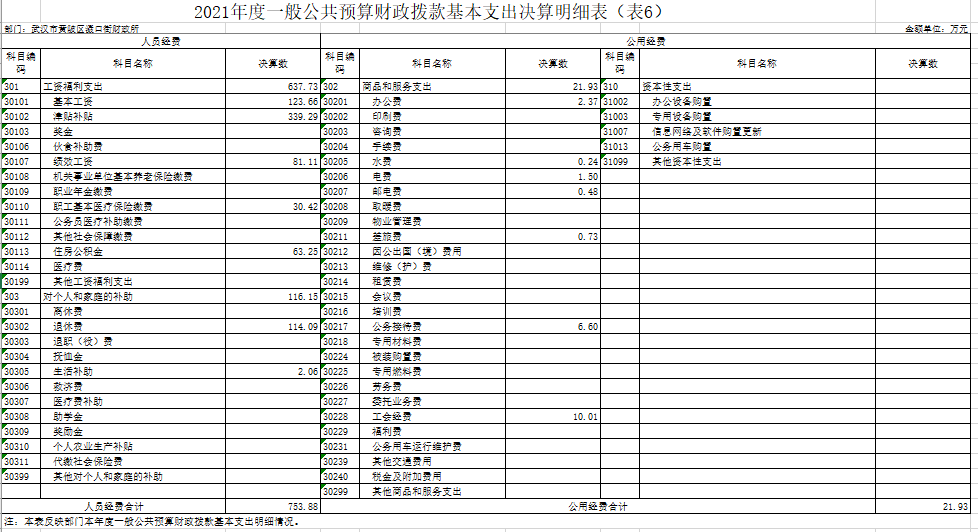 2021年度一般公共预算财政拨款基本支出决算明细表（表6）
部门：武汉市黄陂区滠口街财政所 金额单位：万元
人员经费 公用经费
科目编码 科目名称 决算数 科目编码 科目名称 决算数 科目编码 科目名称 决算数
301 工资福利支出 637.73 302 商品和服务支出 21.93 310 资本性支出
30101 基本工资 123.66 30201 办公费 2.37 31002 办公设备购置
30102 津贴补贴 339.29 30202 印刷费 31003 专用设备购置
30103 奖金 30203 咨询费 31007 信息网络及软件购置更新
30106 伙食补助费 30204 手续费 31013 公务用车购置
30107 绩效工资 81.11 30205 水费 0.24 31099 其他资本性支出
30108 机关事业单位基本养老保险缴费 30206 电费 1.50
30109 职业年金缴费 30207 邮电费 0.48
30110 职工基本医疗保险缴费 30.42 30208 取暖费
30111 公务员医疗补助缴费 30209 物业管理费
30112 其他社会保障缴费 30211 差旅费 0.73
30113 住房公积金 63.25 30212 因公出国（境）费用
30114 医疗费 30213 维修（护）费
30199 其他工资福利支出 30214 租赁费
303 对个人和家庭的补助 116.15 30215 会议费
30301 离休费 30216 培训费
30302 退休费 114.09 30217 公务接待费 6.60
30303 退职（役）费 30218 专用材料费
30304 抚恤金 30224 被装购置费
30305 生活补助 2.06 30225 专用燃料费
30306 救济费 30226 劳务费
30307 医疗费补助 30227 委托业务费
30308 助学金 30228 工会经费 10.01
30309 奖励金 30229 福利费
30310 个人农业生产补贴 30231 公务用车运行维护费
30311 代缴社会保险费 30239 其他交通费用
30399 其他对个人和家庭的补助 30240 税金及附加费用
30299 其他商品和服务支出
人员经费合计 753.88 公用经费合计 21.93
注：本表反映部门本年度一般公共预算财政拨款基本支出明细情况。